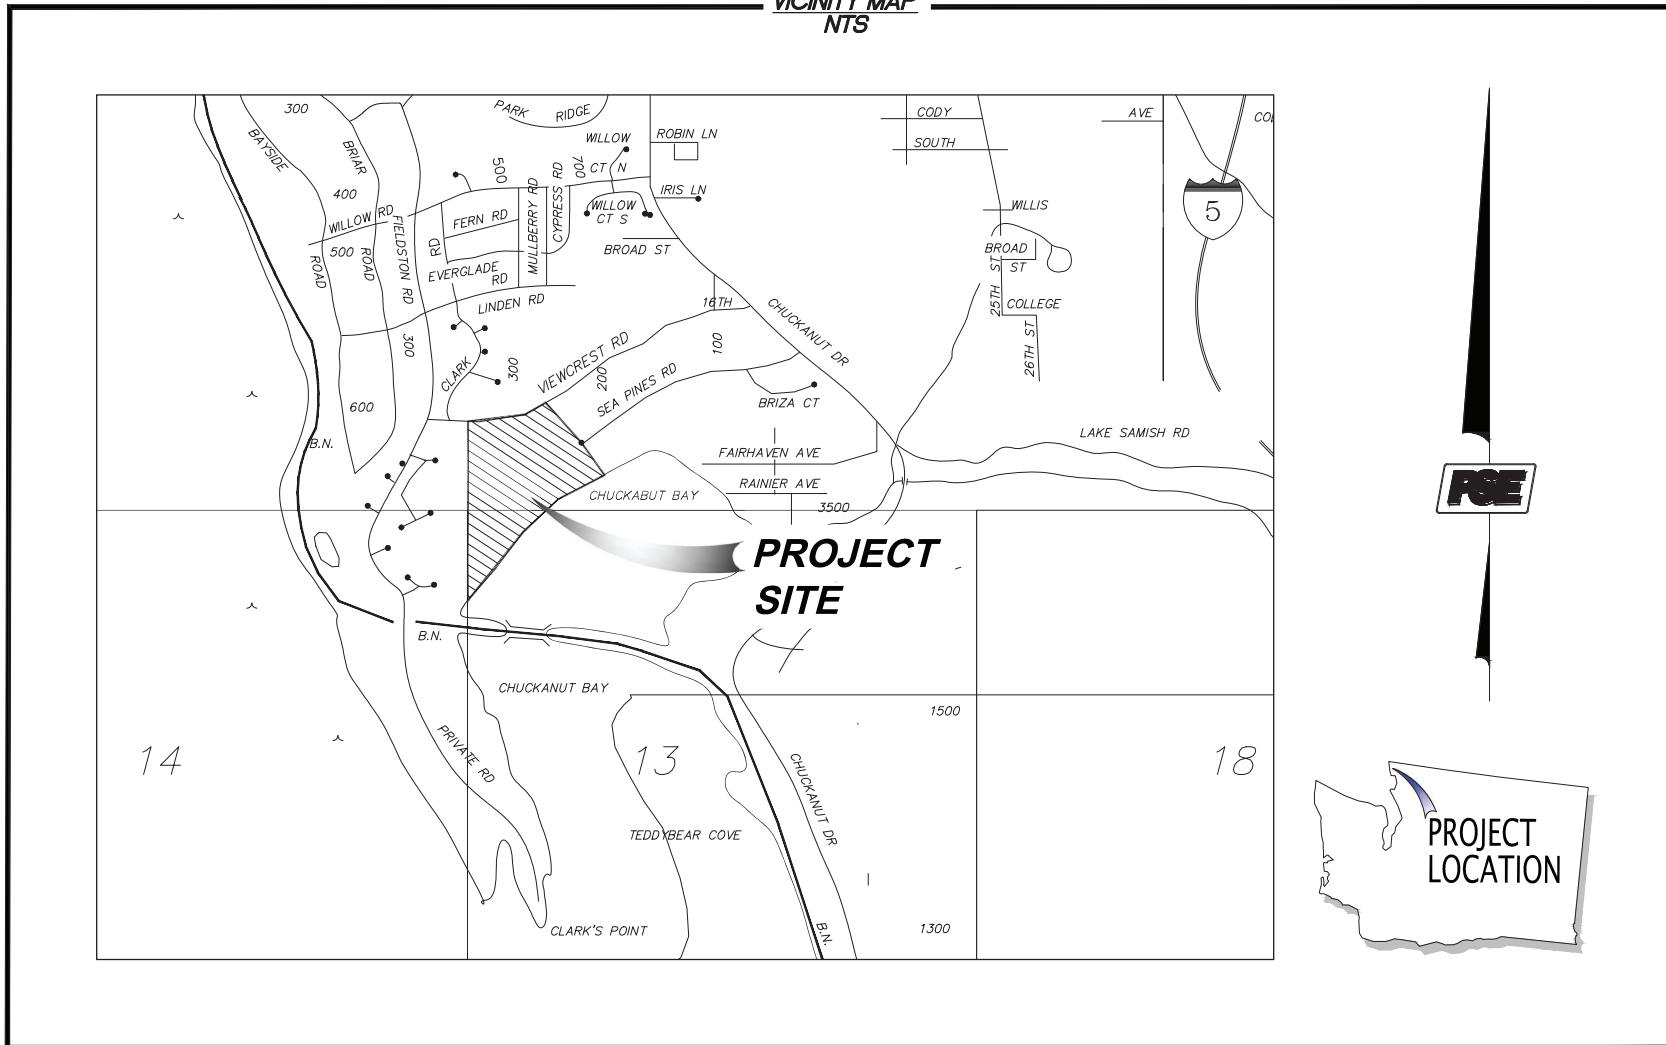 VICINITY MAP
NTS
300
PARK RIDGE
CODY
AVE
BAYSIDE
BRIAR
WILLOW
ROBIN LN
SOUTH
500
700
CT N
400
MULLBERRY RD
CYPRESS RD
IRIS LN
WILLOW
CT S
WILLIS
5
WILLOW RD
FERN RD
FIELDSTON RD
RD
500
ROAD
ROAD
BROAD ST
BROAD
ST
EVERGLADE
RD
25TH ST
LINDEN RD
16TH
COLLEGE
CHUCKANUT DR
300
VIEWCREST RD
100
26TH ST
CLARK
300
200
SEA PINES RD
600
BRIZA CT
B.N.
LAKE SAMISH RD
FAIRHAVEN AVE
RAINIER AVE
CHUCKABUT BAY
3500
PSE
PROJECT
SITE
B.N.
CHUCKANUT BAY
1500
PRIVATE RD
14
13
18
CHUCKANUT DR
TEDDYBEAR COVE
PROJECT
LOCATION
CLARK'S POINT
B.N.
1300